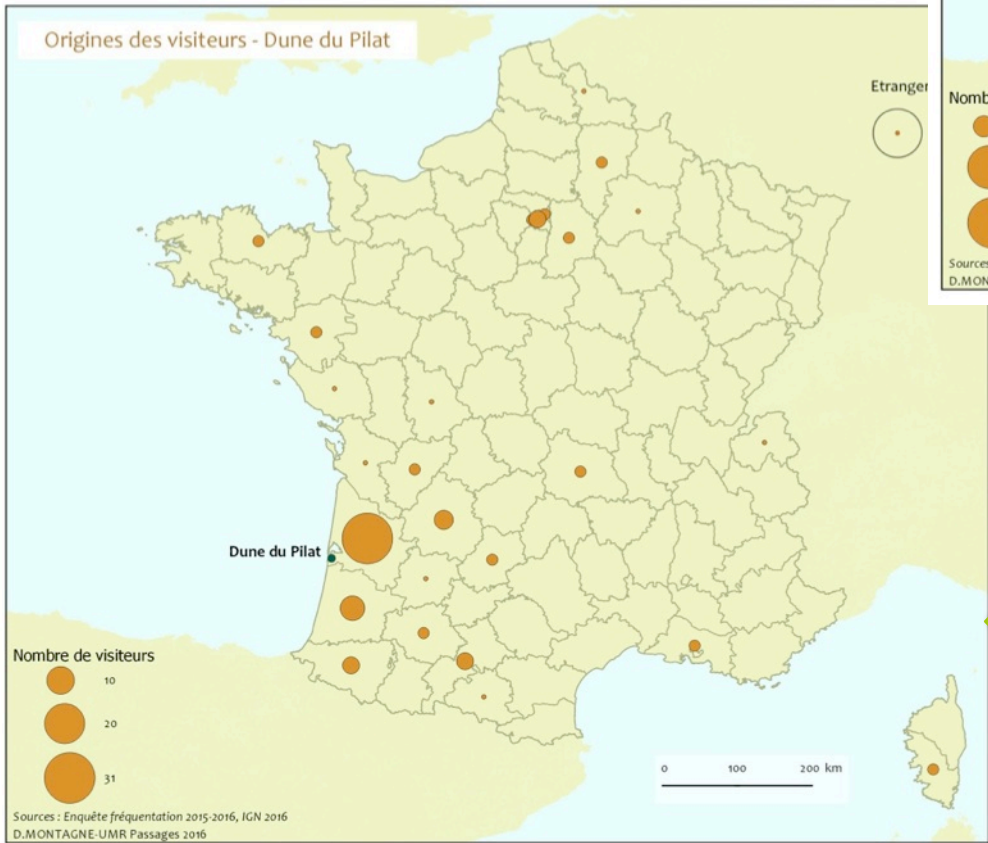 Origines des visiteurs - Dune du Pilat
Etranger
Dune du Pilat
Nombre de visiteurs
10
20
31
0 100 200 km
Sources : Enquête fréquentation 2015-2016, IGN 2016
D.MONTAGNE-UMR Passages 2016
Sources